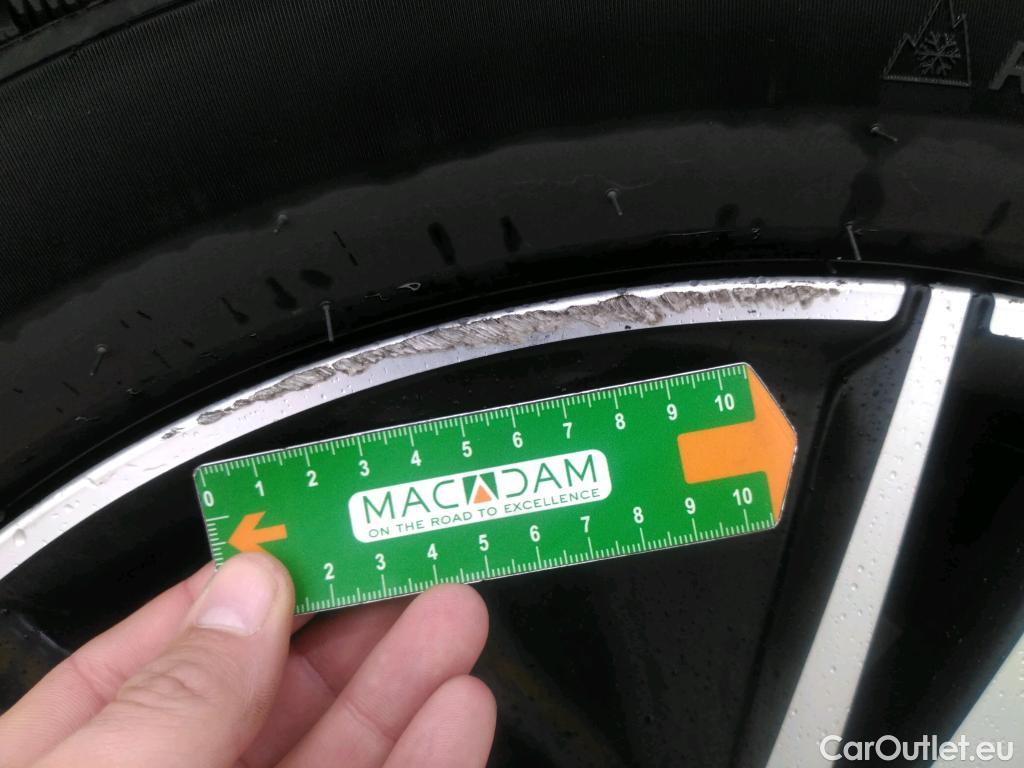 A
0 1 2 3 4 5 6 7 8 9 10
MACADAM
ON THE ROAD TO EXCELLENCE
2 3 4 5 6 7 8 9 10
CarOutlet.eu